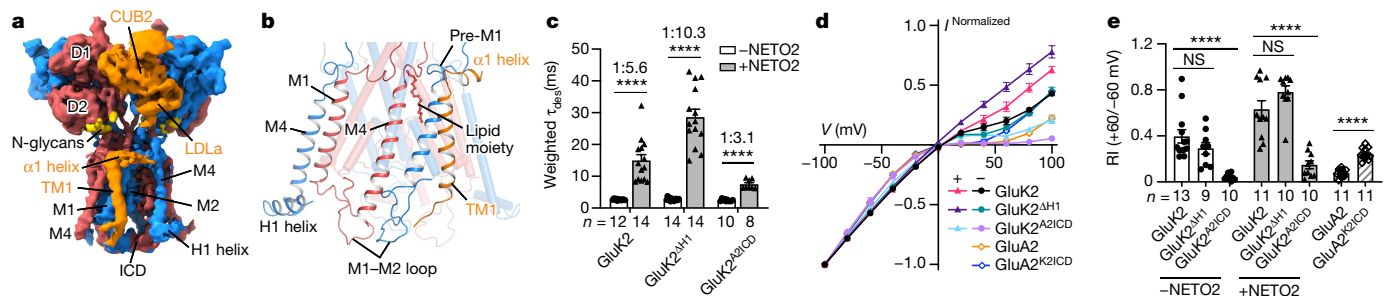 a
CUB2
D1
D2
N-glycans
LDLa
α1 helix
TM1
M4
M1
M2
M4
H1 helix
ICD
b
Pre-M1
α1 helix
M1
M4
M4
Lipid
moiety
TM1
H1 helix
M1–M2 loop
c
Weighted τdes(ms)
50
40
30
20
10
0
1:5.6
****
1:10.3
****
1:3.1
****
–NETO2
+NETO2
n = 12 14 14 14 10 8
GluK2
GluK2ΔH1
GluK2A2ICD
d
I Normalized
1.0
0.5
–0.5
–1.0
V (mV)
–100 –50 0 50 100
+ –
GluK2
GluK2ΔH1
GluK2A2ICD
GluA2
GluA2K2ICD
e
RI (+60/–60 mV)
1.2
0.8
0.4
0
****
NS
****
NS
****
n = 13 9 10 11 10 10 11 11
GluK2
GluK2ΔH1
GluK2A2ICD
GluK2
GluK2ΔH1
GluK2A2ICD
GluA2
GluA2K2ICD
–NETO2
+NETO2